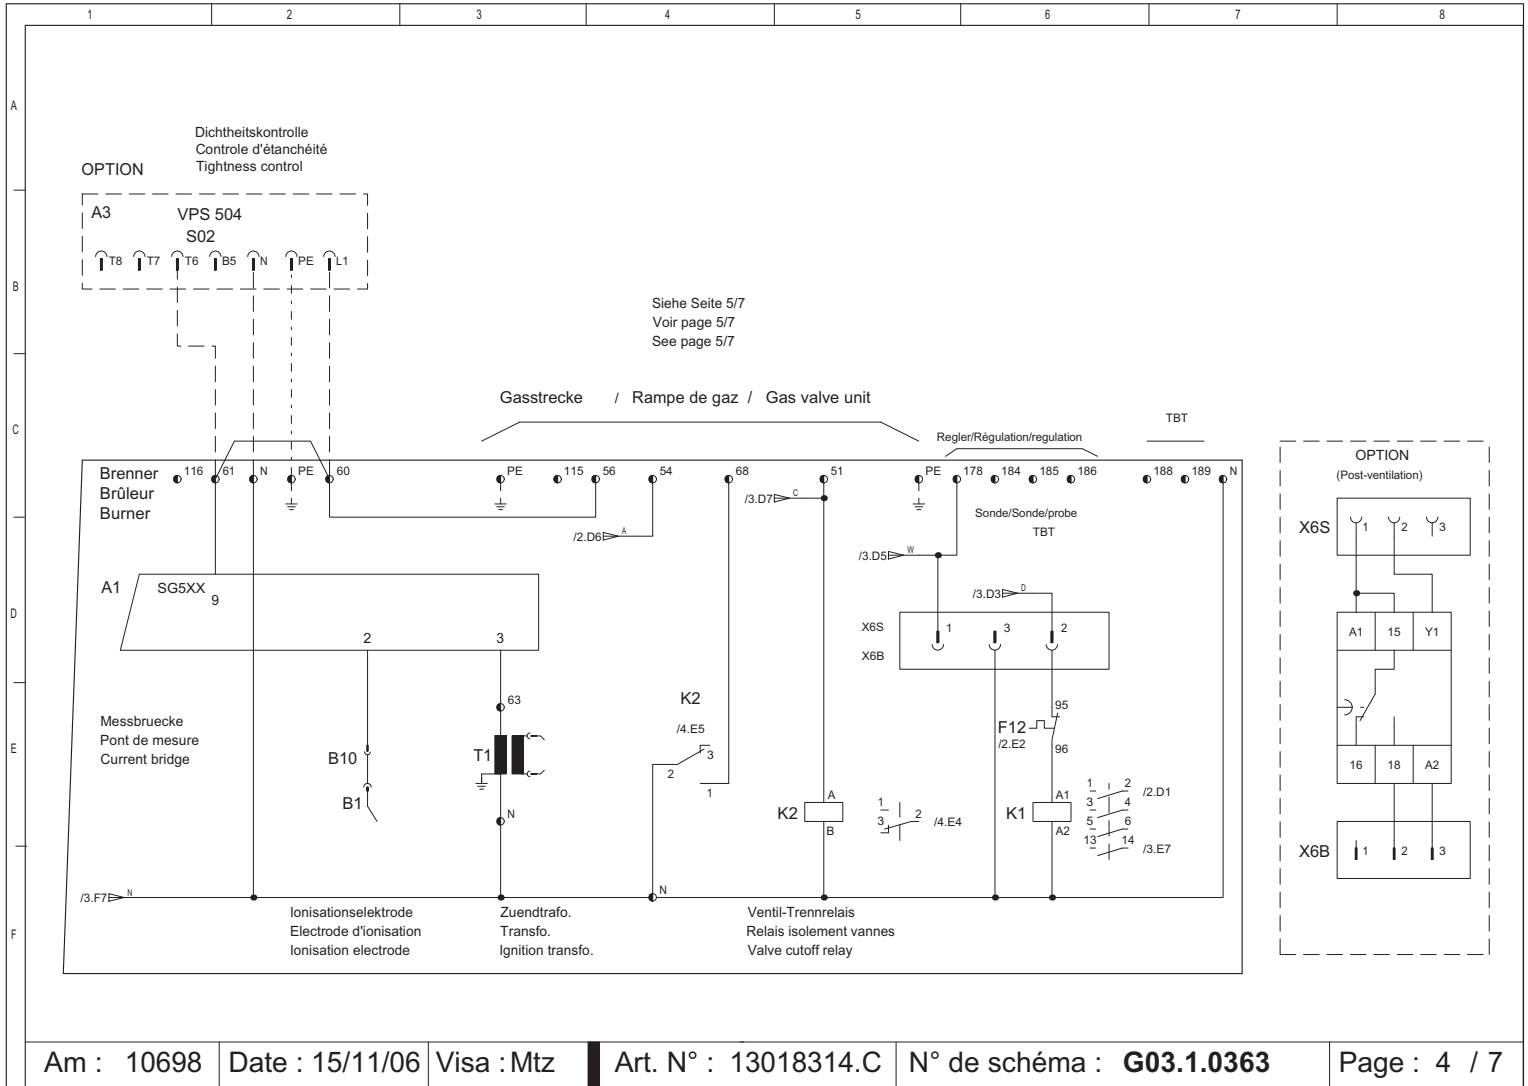 1 2 3 4 5 6 7 8
A
B
C
D
E
F
Dichtheitskontrolle
Controle d'étanchéité
Tightness control
OPTION
A3
VPS 504
S02
T8 T7 T6 B5 N PE L1
Siehe Seite 5/7
Voir page 5/7
See page 5/7
Gasstrecke / Rampe de gaz / Gas valve unit
Regler/Régulation/regulation
TBT
Brenner
Brûleur
Burner
116 61 N PE 60 PE 115 56 54 68 51 PE 178 184 185 186 188 189 N
/3.D7 C
/2.D6 A
/3.D5 W
/3.D3 D
Sonde/Sonde/probe
TBT
A1
SG5XX
9
2 3
X6S
X6B
1 3 2
63
Messbruecke
Pont de mesure
Current bridge
B10
B1
T1
N
K2
/4.E5
3
2
1
F12
/2.E2
95
96
K2
A
B
1
3 2
/4.E4
K1
A1
A2
1 2
/2.D1
3 4
5 6
13 14
/3.E7
/3.F7 N
N
Ionisationselektrode
Electrode d'ionisation
Ionisation electrode
Zuendtrafo.
Transfo.
Ignition transfo.
Ventil-Trennrelais
Relais isolement vannes
Valve cutoff relay
OPTION
(Post-ventilation)
X6S
1 2 3
A1 15 Y1
16 18 A2
X6B
1 2 3
Am : 10698 Date : 15/11/06 Visa : Mtz Art. N° : 13018314.C N° de schéma : G03.1.0363 Page : 4 / 7